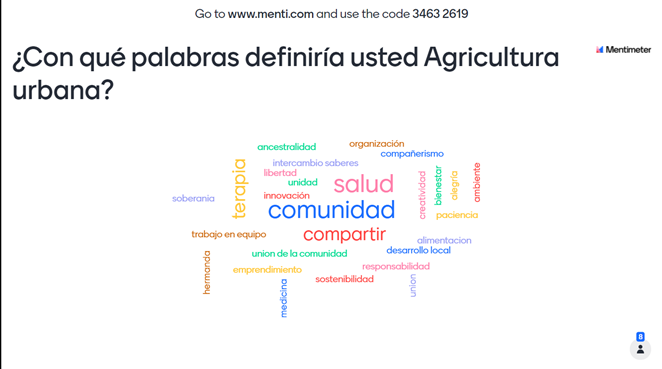 Go to www.menti.com and use the code 3463 2619
¿Con qué palabras definiría usted Agricultura
urbana?
Mentimeter
ancestralidad
organización
compañerismo
intercambio saberes
libertad
unidad
salud
terapia
innovación
soberania
comunidad
creatividad
bienestar
alegría
ambiente
paciencia
compartir
trabajo en equipo
alimentacion
desarrollo local
union de la comunidad
hermanda
emprendimiento
responsabilidad
sostenibilidad
medicina
union
8